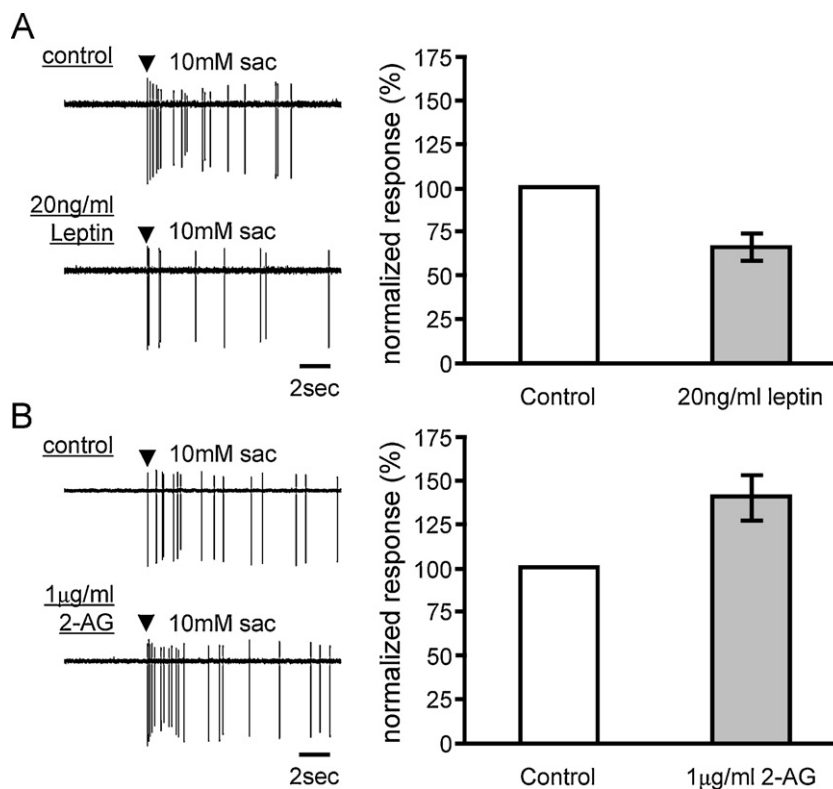 A
control
10mM sac
20ng/ml
Leptin
10mM sac
2sec
normalized response (%)
175
150
125
100
75
50
25
0
Control 20ng/ml leptin
B
control
10mM sac
1µg/ml
2-AG
10mM sac
2sec
normalized response (%)
175
150
125
100
75
50
25
0
Control 1µg/ml 2-AG